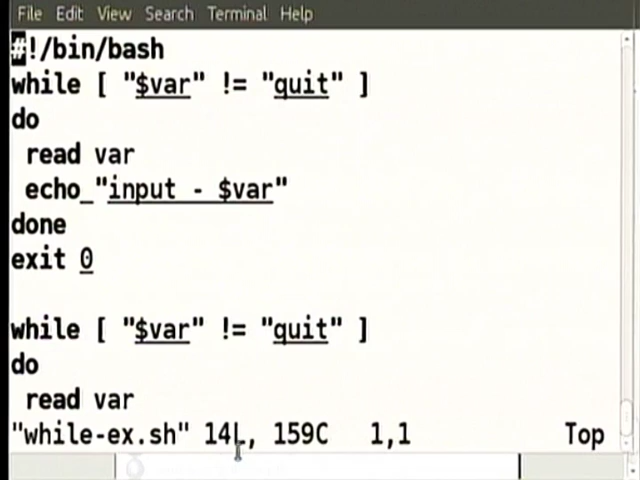 File Edit View Search Terminal Help
#!/bin/bash
while [ "$var" != "quit" ]
do
 read var
 echo "input - $var"
done
exit 0

while [ "$var" != "quit" ]
do
 read var
"while-ex.sh" 14L, 159C 1,1 Top